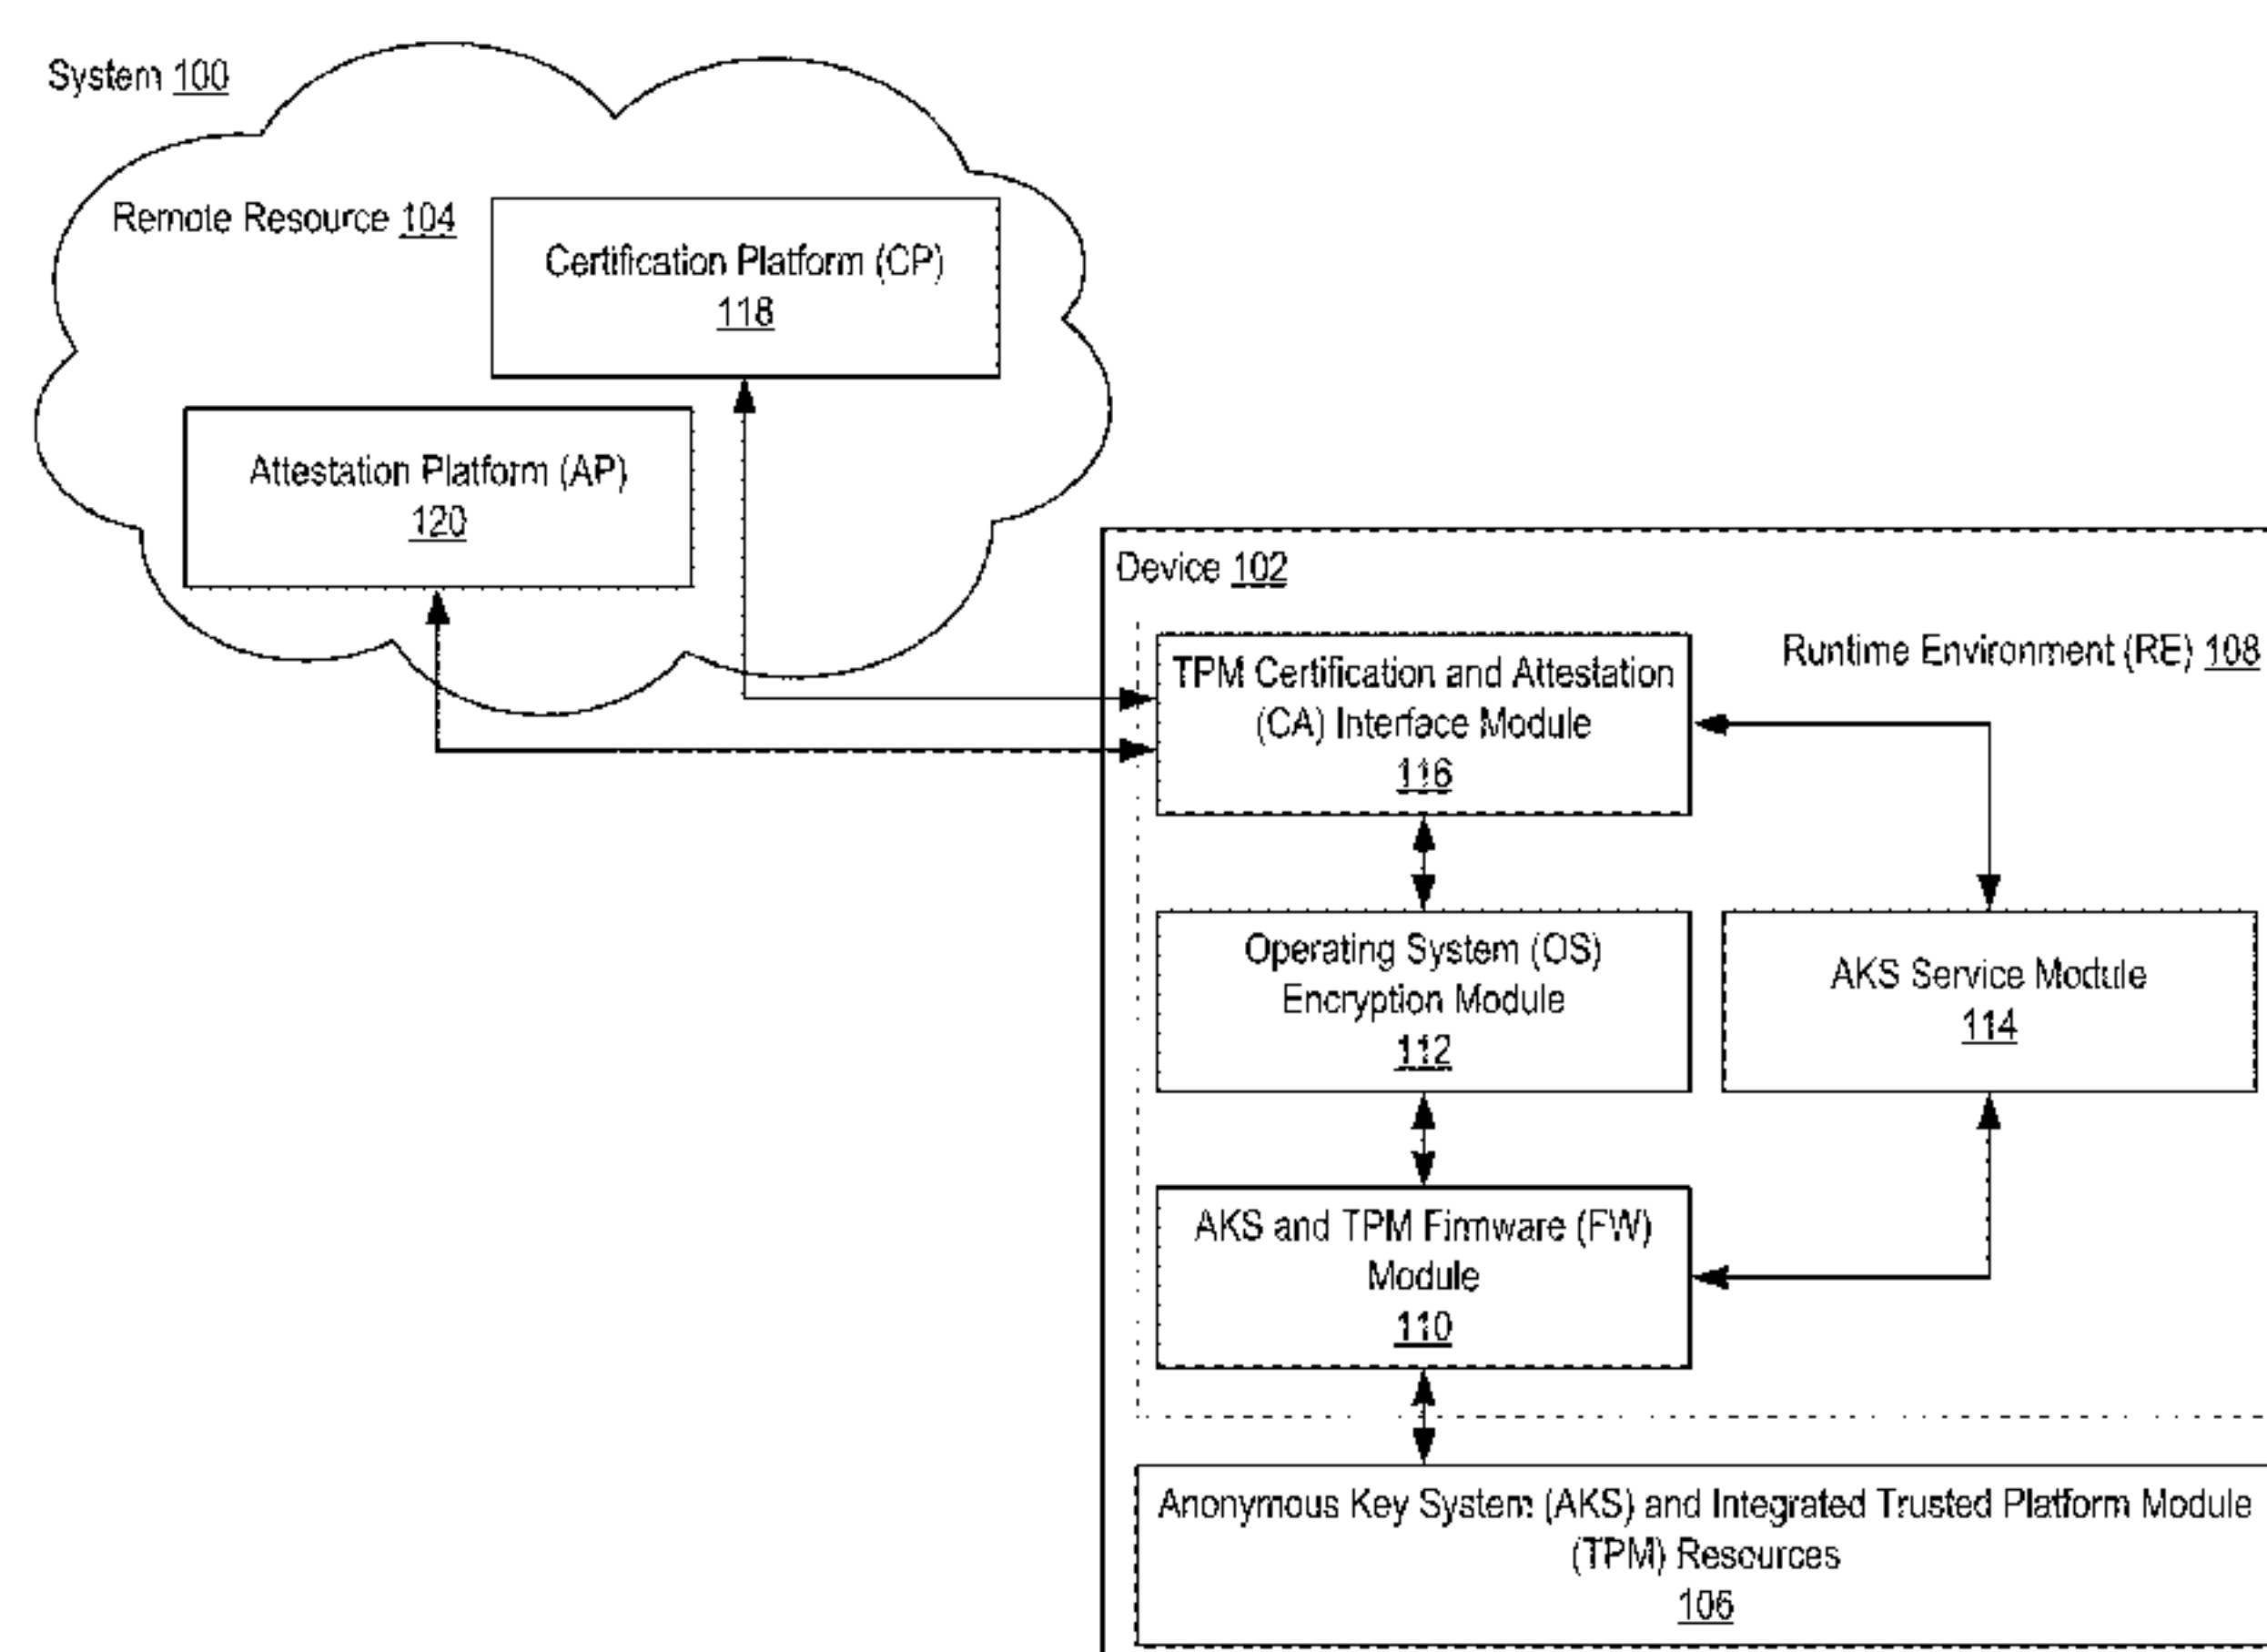 System 100
Remote Resource 104
Certification Platform (CP)
118
Attestation Platform (AP)
120
Device 102
Runtime Environment (RE) 108
TPM Certification and Attestation
(CA) Interface Module
116
Operating System (OS)
Encryption Module
112
AKS Service Module
114
AKS and TPM Firmware (FW)
Module
110
Anonymous Key System (AKS) and Integrated Trusted Platform Module
(TPM) Resources
106